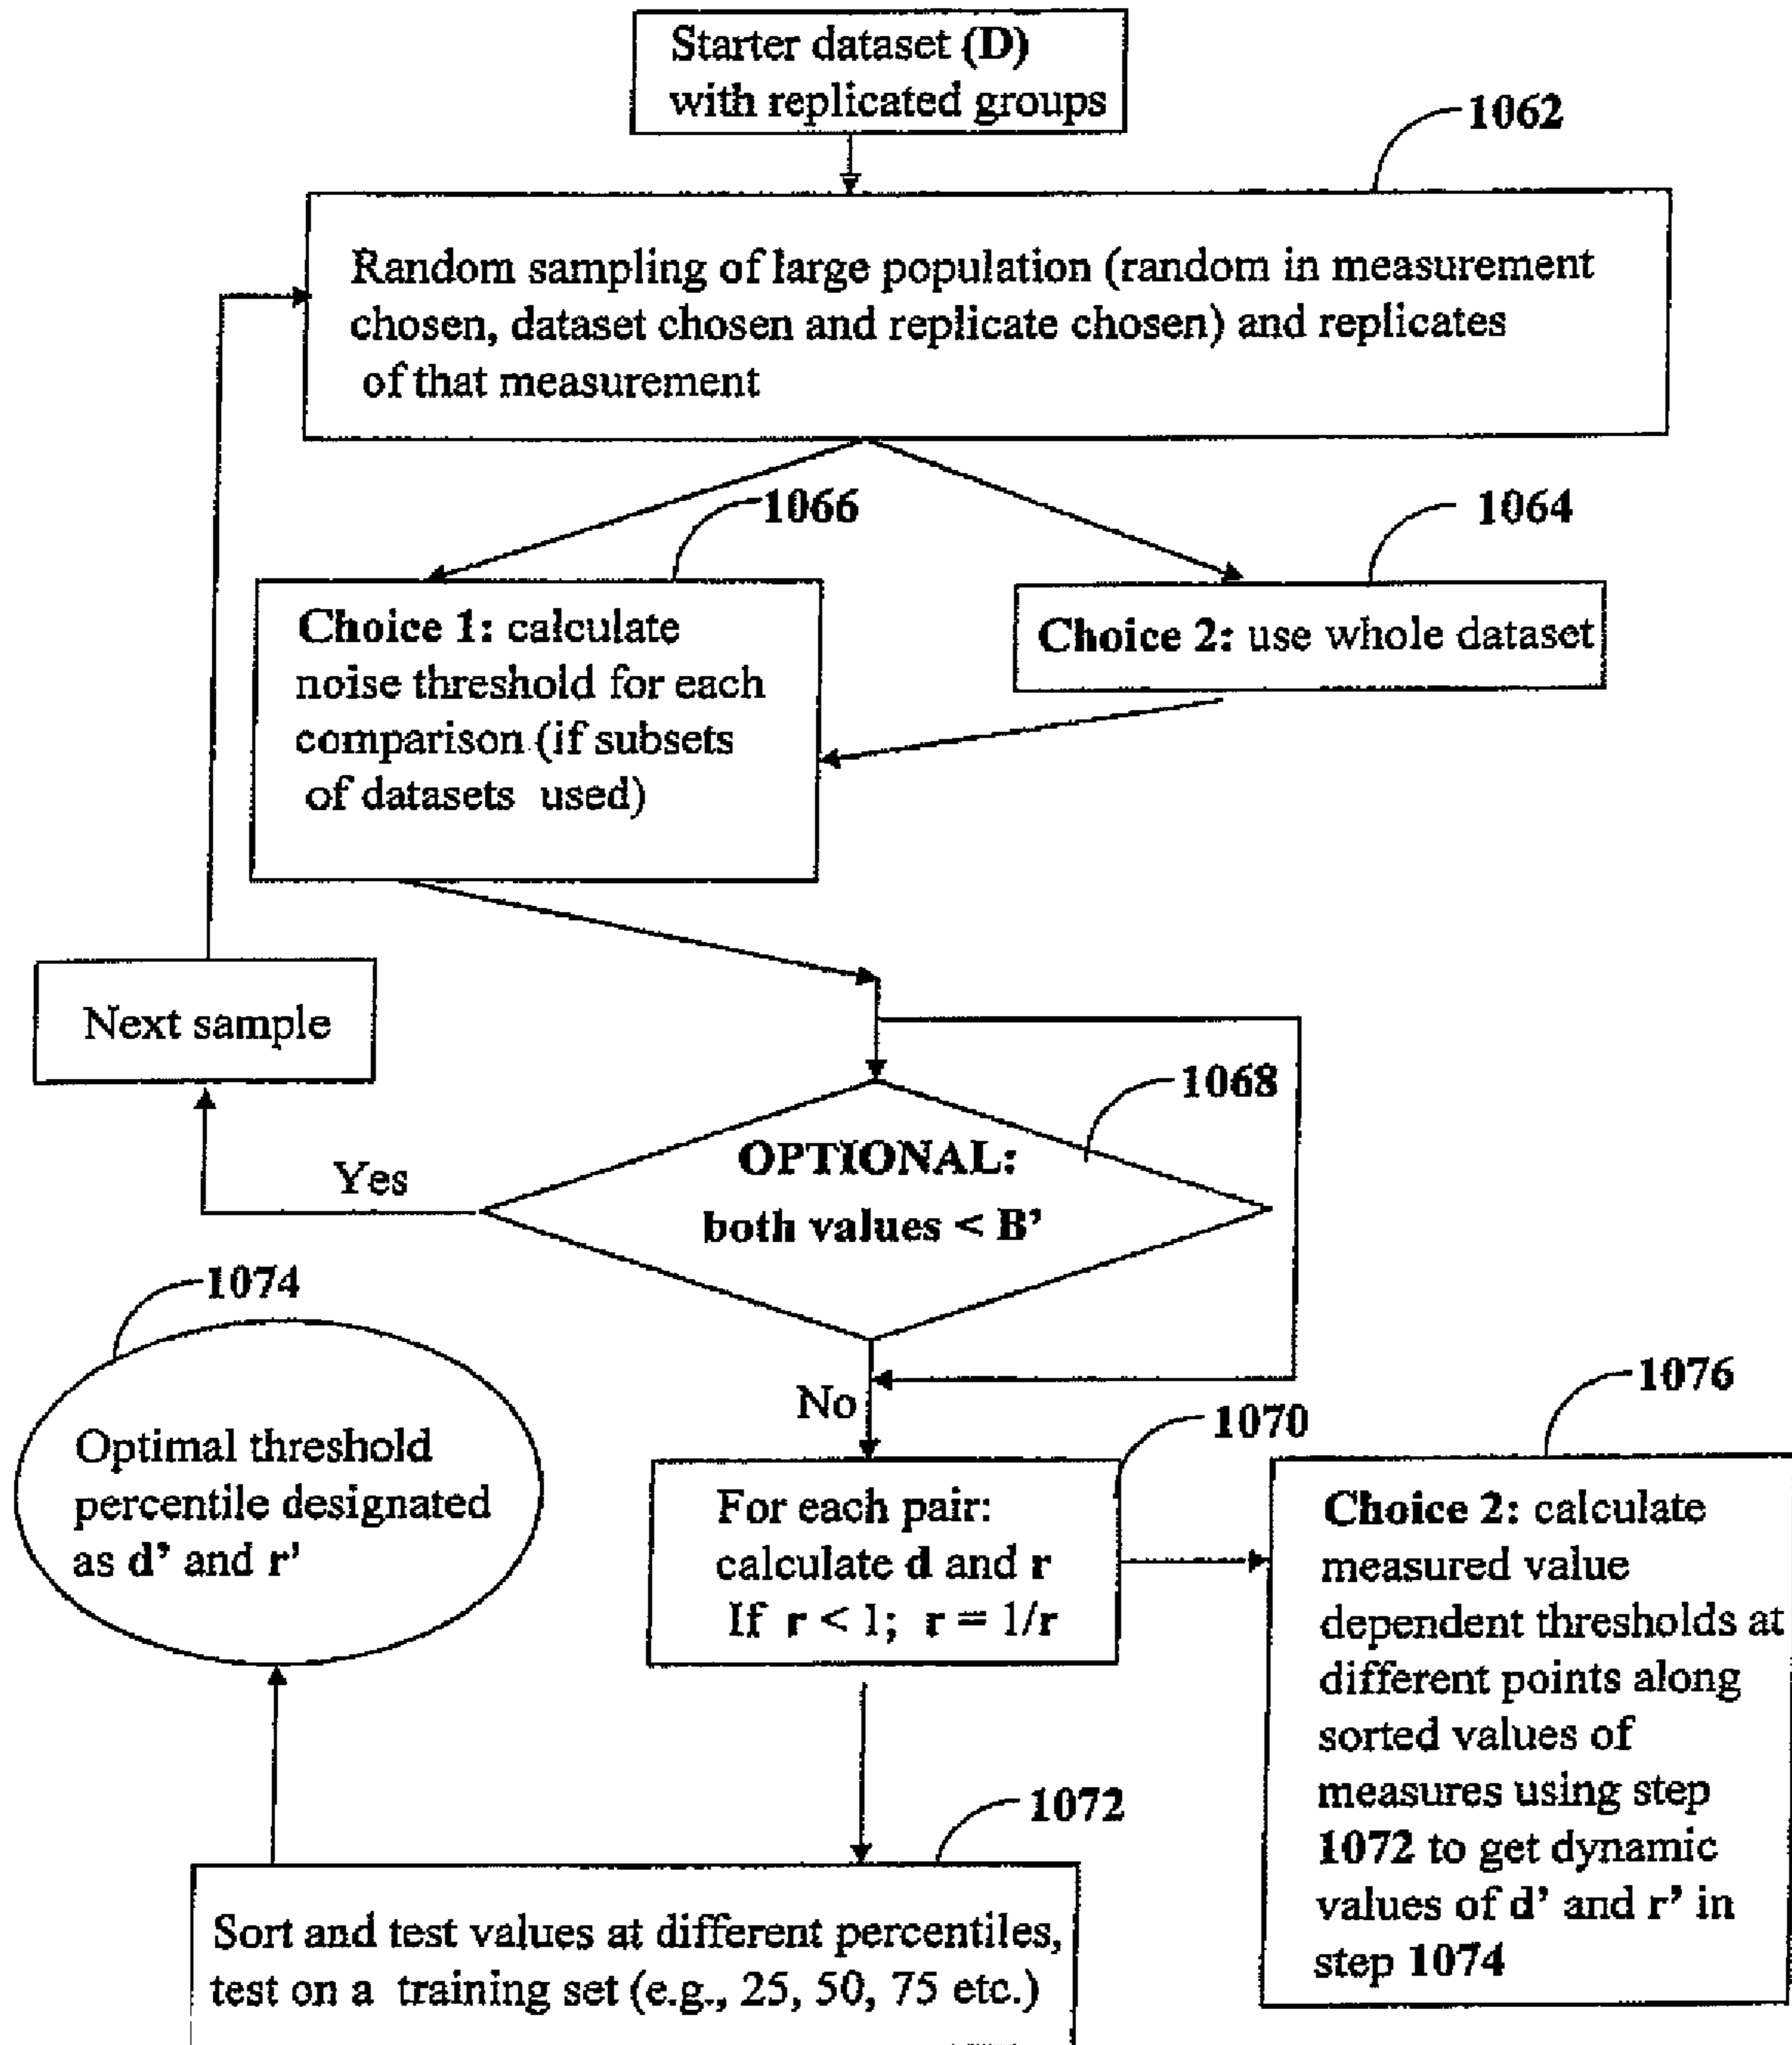 Starter dataset (D)
with replicated groups
1062
Random sampling of large population (random in measurement
chosen, dataset chosen and replicate chosen) and replicates
of that measurement
1066
1064
Choice 1: calculate
noise threshold for each
comparison (if subsets
of datasets used)
Choice 2: use whole dataset
Next sample
1068
OPTIONAL:
both values < B’
Yes
No
1074
Optimal threshold
percentile designated
as d’ and r’
1070
For each pair:
calculate d and r
If r < 1; r = 1/r
1076
Choice 2: calculate
measured value
dependent thresholds at
different points along
sorted values of
measures using step
1072 to get dynamic
values of d’ and r’ in
step 1074
1072
Sort and test values at different percentiles,
test on a training set (e.g., 25, 50, 75 etc.)